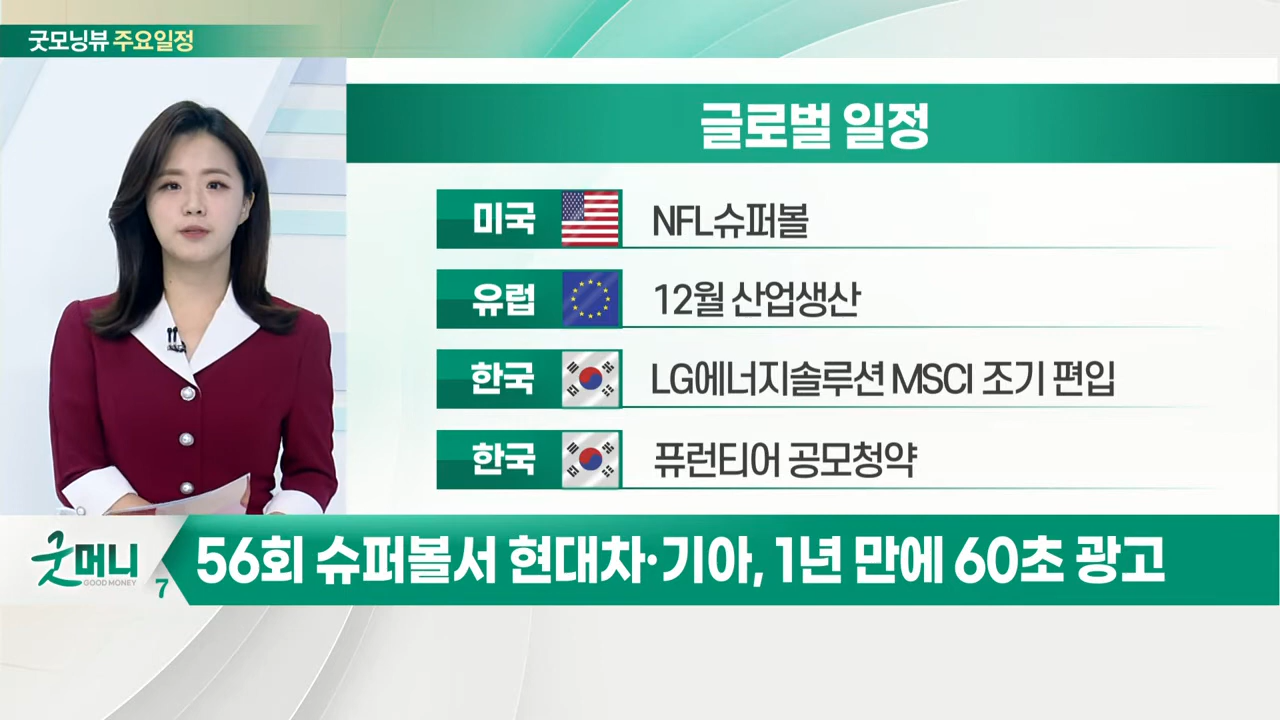 굿모닝뷰 주요일정
글로벌 일정
미국 NFL슈퍼볼
유럽 12월 산업생산
한국 LG에너지솔루션 MSCI 조기 편입
한국 퓨런티어 공모청약
굿머니
GOOD MONEY
7
56회 슈퍼볼서 현대차·기아, 1년 만에 60초 광고